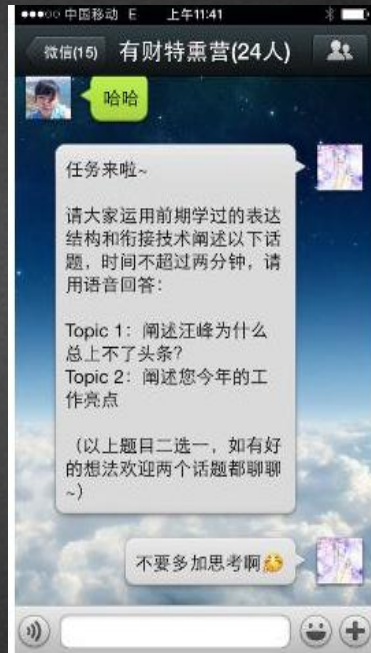 中国移动 E 上午11:41
微信(15) 有财特熏营(24人)
哈哈
任务来啦~
请大家运用前期学过的表达
结构和衔接技术阐述以下话
题，时间不超过两分钟，请
用语音回答：
Topic 1：阐述汪峰为什么
总上不了头条？
Topic 2：阐述您今年的工
作亮点
（以上题目二选一，如有好
的想法欢迎两个话题都聊聊
~）
不要多加思考啊